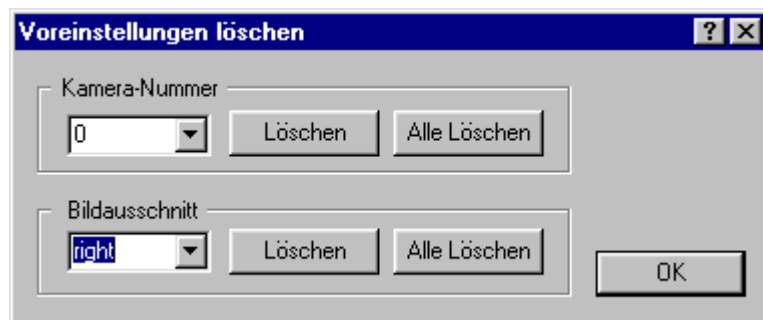 Voreinstellungen löschen
Kamera-Nummer
0 Löschen Alle Löschen
Bildausschnitt
right Löschen Alle Löschen
OK